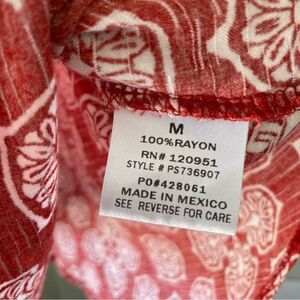 M
100%RAYON
RN# 120951
STYLE # PS736907
PO#428061
MADE IN MEXICO
SEE REVERSE FOR CARE